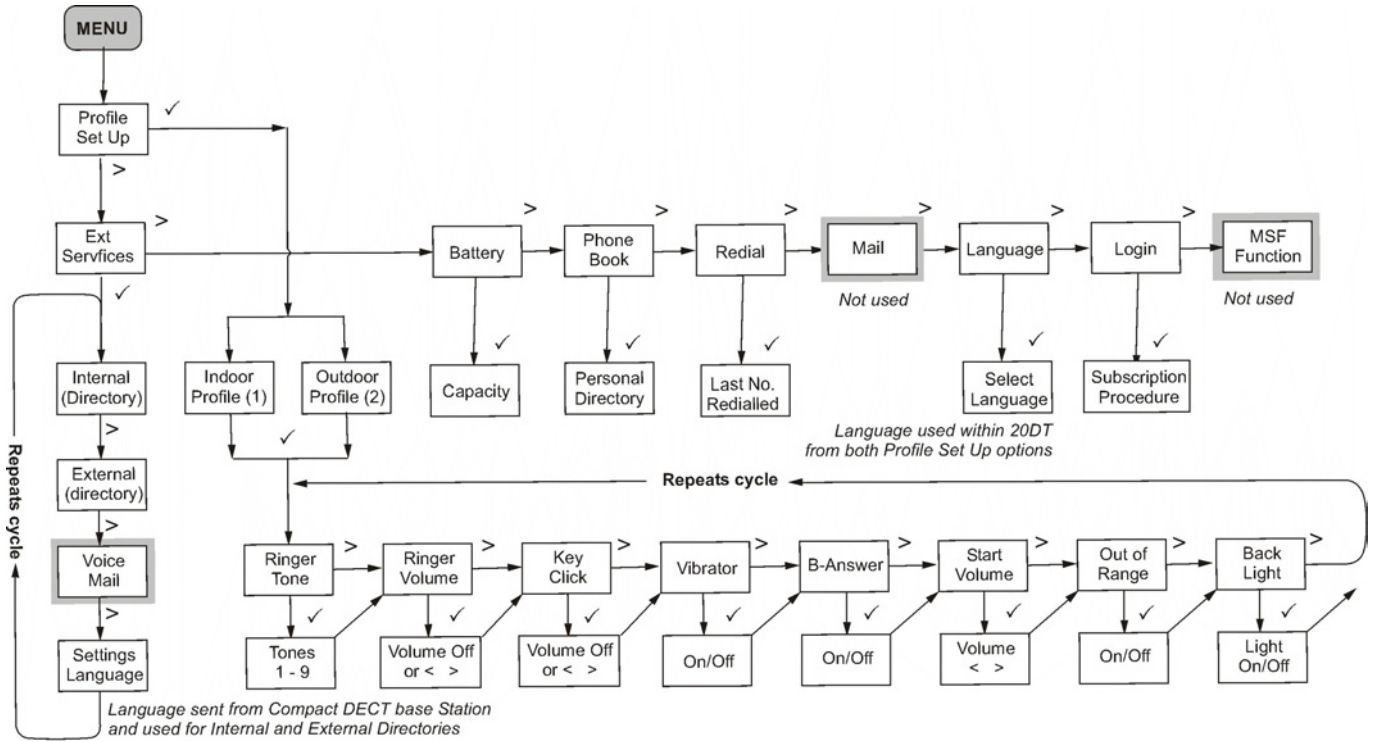 MENU
Profile
Set Up
✓
>
Ext
Servfices
>
✓
Battery
>
Phone
Book
>
Redial
>
Mail
>
Language
>
Login
>
MSF
Function
Not used
Not used
✓
✓
✓
✓
✓
Internal
(Directory)
Indoor
Profile (1)
Outdoor
Profile (2)
Capacity
Personal
Directory
Last No.
Redialled
Select
Language
Subscription
Procedure
>
✓
Language used within 20DT
from both Profile Set Up options
Repeats cycle
External
(directory)
>
Repeats cycle
Voice
Mail
>
Ringer
Tone
>
Ringer
Volume
>
Key
Click
>
Vibrator
>
B-Answer
>
Start
Volume
>
Out of
Range
>
Back
Light
>
✓
✓
✓
✓
✓
✓
✓
✓
Settings
Language
Tones
1 - 9
Volume Off
or < >
Volume Off
or < >
On/Off
On/Off
Volume
< >
On/Off
Light
On/Off
Language sent from Compact DECT base Station
and used for Internal and External Directories